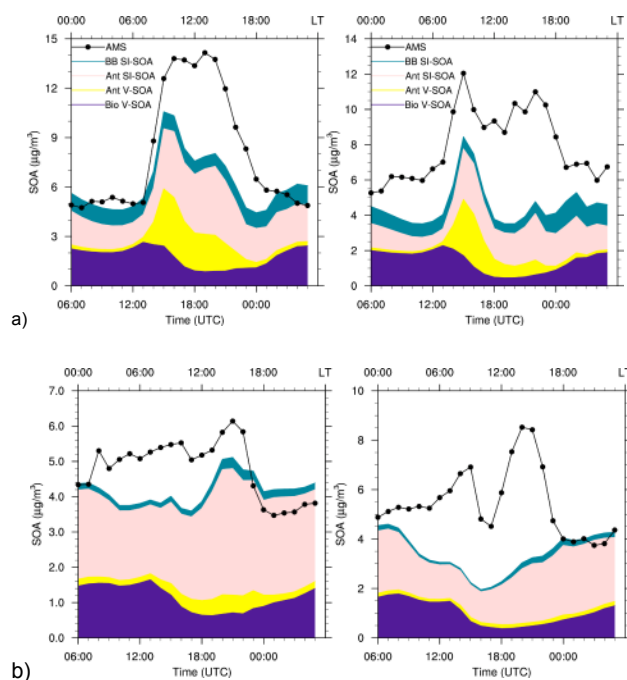 00:00 06:00 12:00 18:00 LT
15
12
9
6
3
0
SOA (µg/m³)
AMS
BB SI-SOA
Ant SI-SOA
Ant V-SOA
Bio V-SOA
06:00 12:00 18:00 00:00
Time (UTC)
00:00 06:00 12:00 18:00 LT
14
12
10
8
6
4
2
0
SOA (µg/m³)
AMS
BB SI-SOA
Ant SI-SOA
Ant V-SOA
Bio V-SOA
06:00 12:00 18:00 00:00
Time (UTC)
a)
00:00 06:00 12:00 18:00 LT
7.0
6.0
5.0
4.0
3.0
2.0
1.0
0.0
SOA (µg/m³)
06:00 12:00 18:00 00:00
Time (UTC)
00:00 06:00 12:00 18:00 LT
10
8
6
4
2
0
SOA (µg/m³)
06:00 12:00 18:00 00:00
Time (UTC)
b)